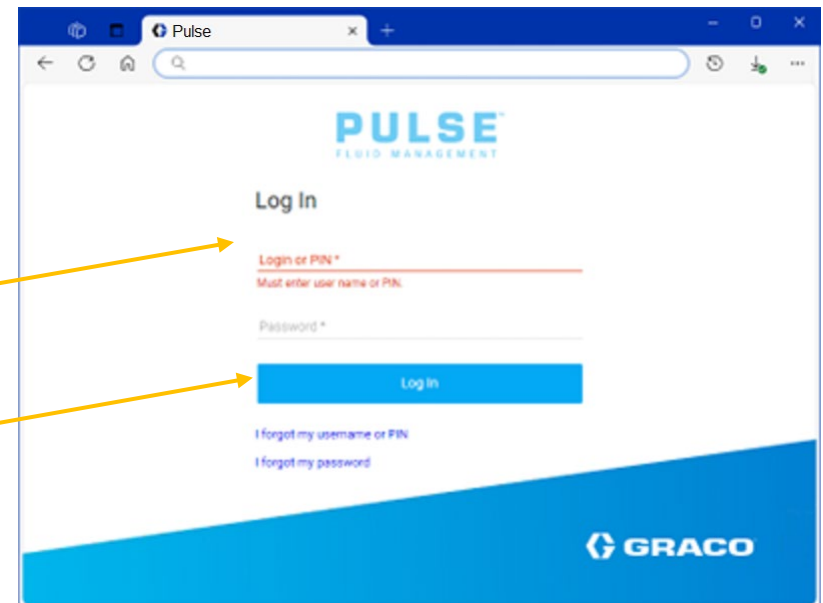 Pulse
PULSE™
FLUID MANAGEMENT
Log In
Login or PIN *
Must enter user name or PIN.
Password *
Log In
I forgot my username or PIN
I forgot my password
GRACO